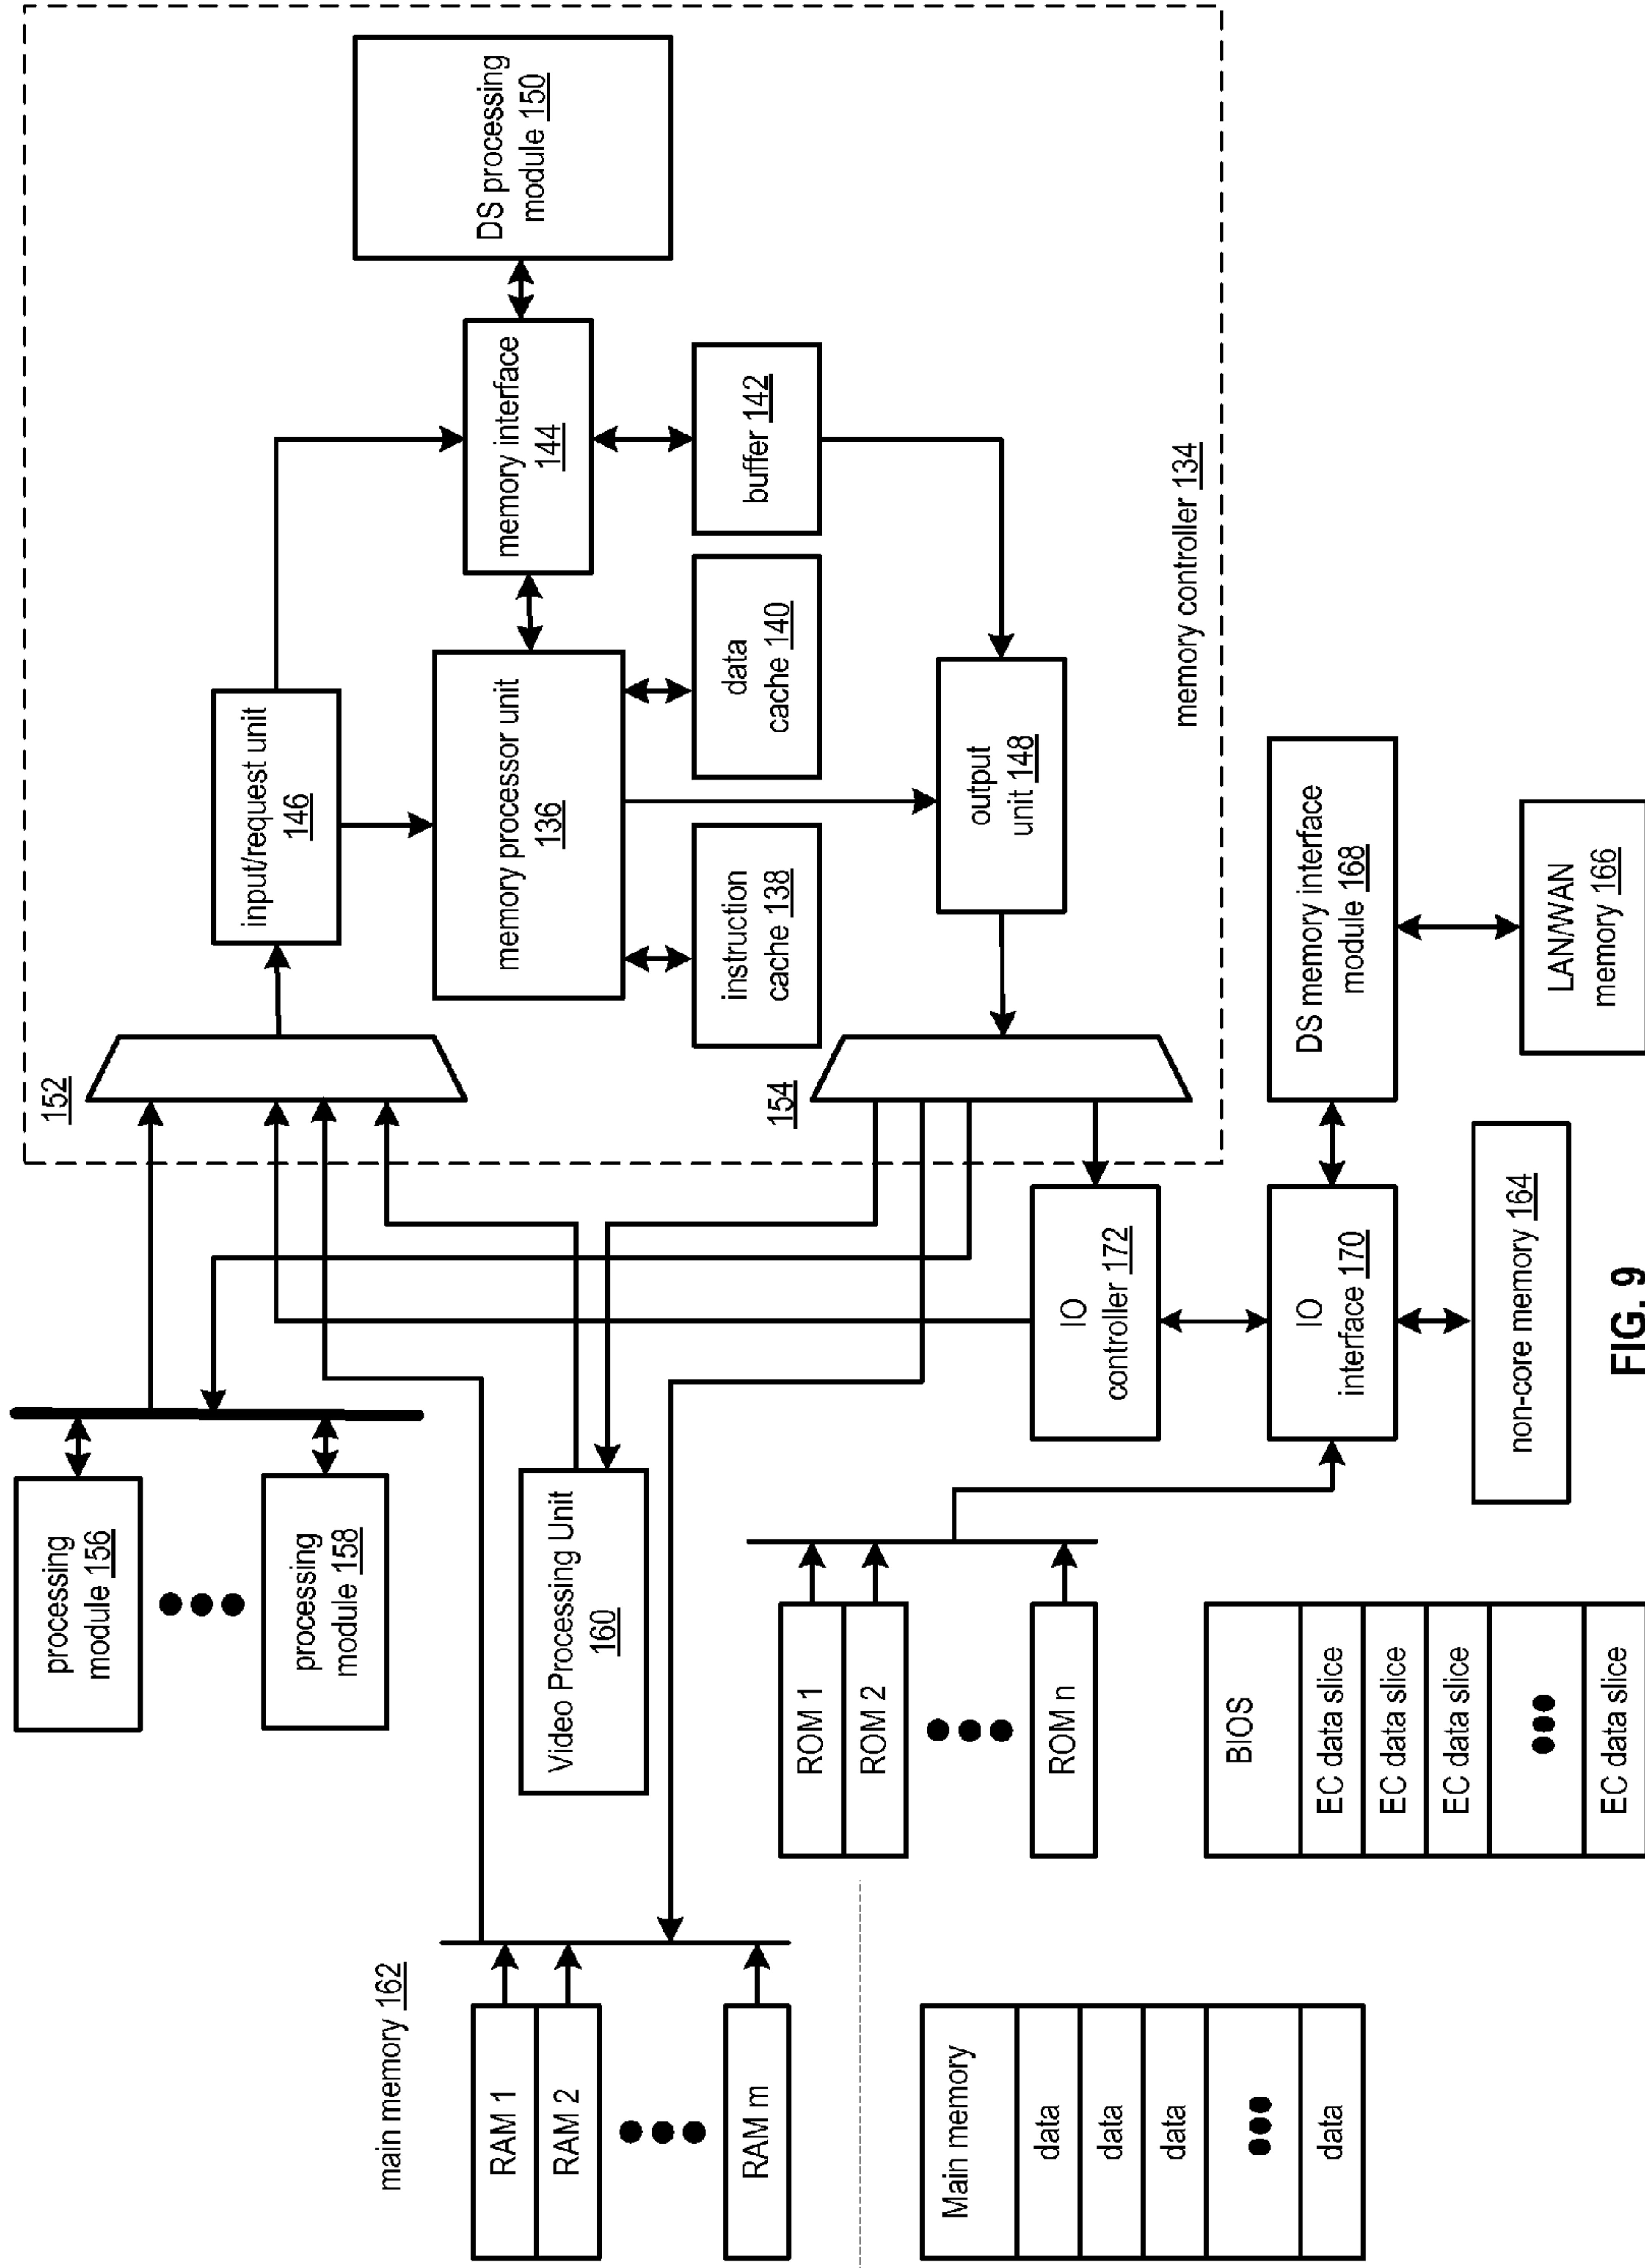 processing
module 156
processing
module 158
main memory 162
RAM 1
RAM 2
RAM m
Video Processing Unit
160
ROM 1
ROM 2
ROM n
152
154
input/request unit
146
memory processor unit
136
instruction
cache 138
data
cache 140
memory interface
144
buffer 142
DS processing
module 150
output
unit 148
memory controller 134
IO
controller 172
IO
interface 170
DS memory interface
module 168
LAN/WAN
memory 166
non-core memory 164
Main memory
data
data
data
data
BIOS
EC data slice
EC data slice
EC data slice
EC data slice
FIG. 9